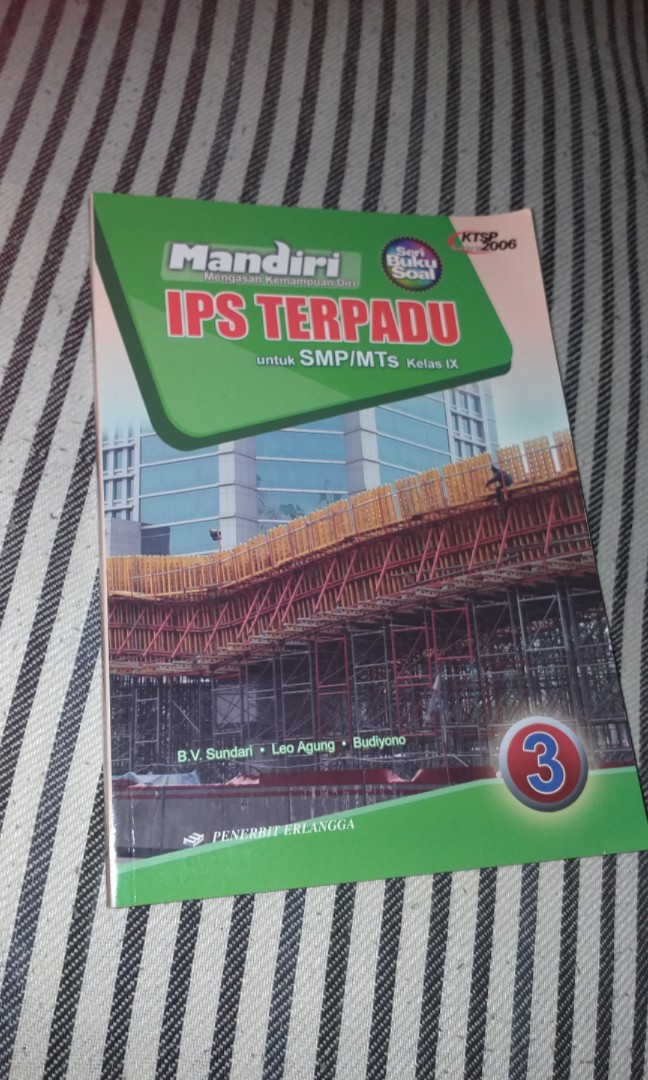 KTSP
2006
Mandiri
Mengasah Kemampuan Diri
Seri
Buku
Soal
IPS TERPADU
untuk SMP/MTs Kelas IX
B.V. Sundari • Leo Agung • Budiyono
3
PENERBIT ERLANGGA